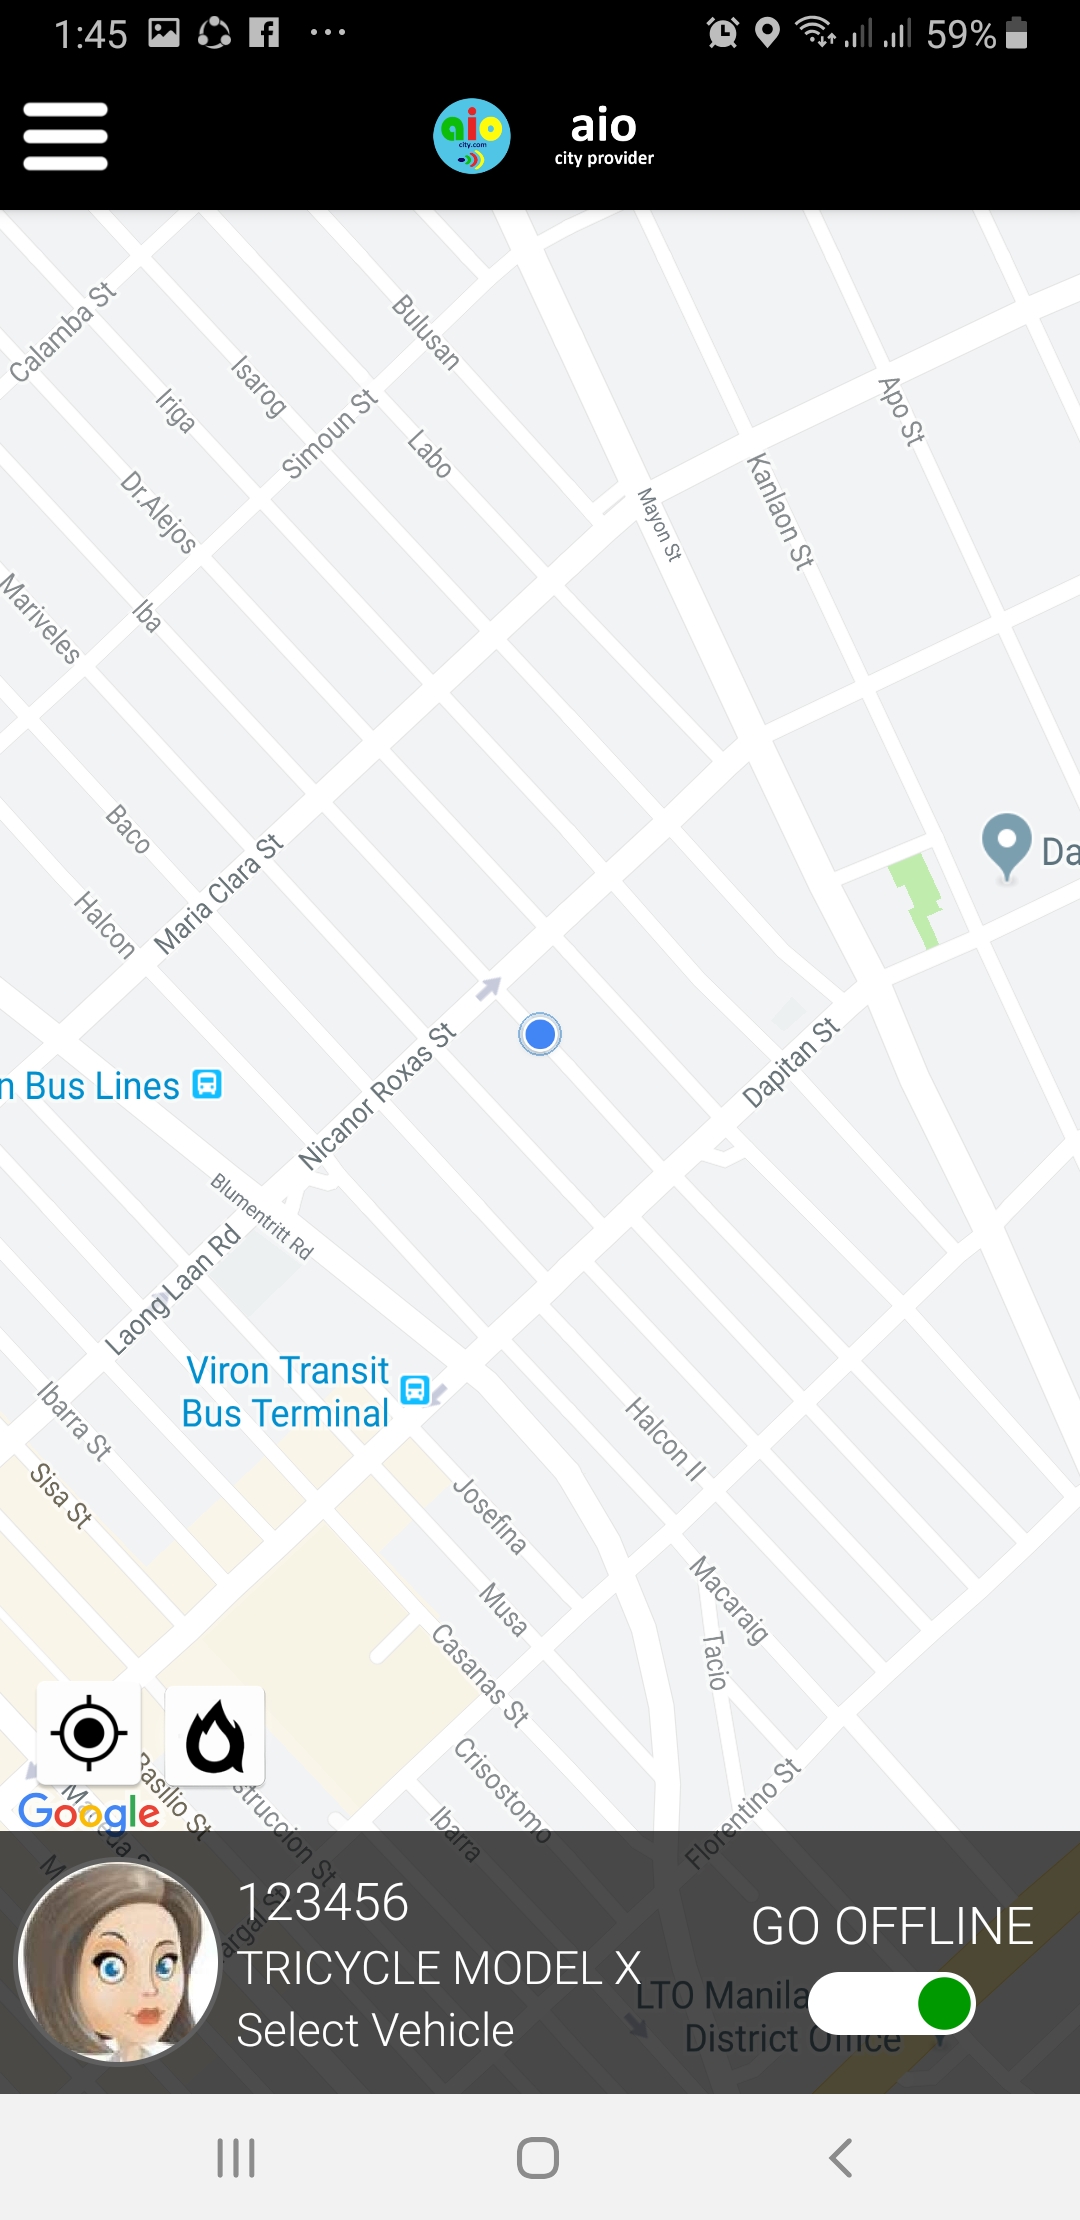 1:45
59%
aio
city.com
aio
city provider
Calamba St
Bulusan
Isarog
Iriga
Simoun St
Labo
Apo St
Kanlaon St
Mayon St
Dr.Alejos
Mariveles
Iba
Baco
Maria Clara St
Da
Halcon
Nicanor Roxas St
Dapitan St
n Bus Lines
Blumentritt Rd
Laong Laan Rd
Viron Transit
Bus Terminal
Ibarra St
Halcon II
Sisa St
Josefina
Macaraig
Musa
Tacio
Casanas St
Crisostomo
Basilio St
Ibarra
Florentino St
Google
struccion St
123456
GO OFFLINE
TRICYCLE MODEL X
LTO Manila
District Office
Select Vehicle